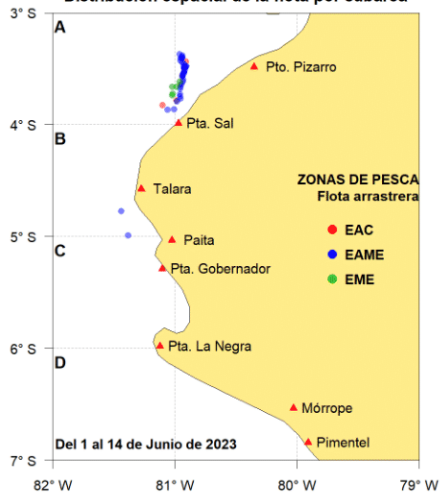 Distribución espacial de la flota por subárea
3° S
A
Pto. Pizarro
4° S
Pta. Sal
B
ZONAS DE PESCA
Talara
Flota arrastrera
EAC
5° S
Paita
EAME
C
Pta. Gobernador
EME
6° S
Pta. La Negra
D
Mórrope
Del 1 al 14 de Junio de 2023
Pimentel
7° S
82° W
81° W
80° W
79° W